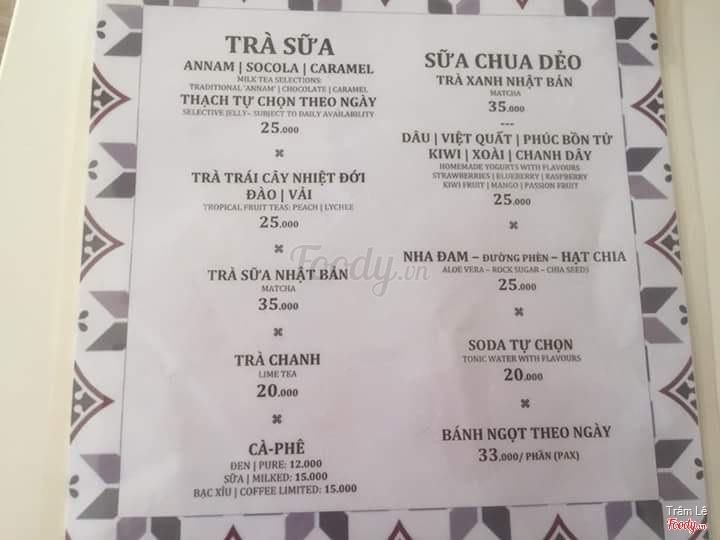 TRÀ SỮA
ANNAM | SOCOLA | CARAMEL
MILK TEA SELECTIONS:
TRADITIONAL 'ANNAM' | CHOCOLATE | CARAMEL
THẠCH TỰ CHỌN THEO NGÀY
SELECTIVE JELLY– SUBJECT TO DAILY AVAILABILITY
25.000
TRÀ TRÁI CÂY NHIỆT ĐỚI
ĐÀO | VẢI
TROPICAL FRUIT TEAS: PEACH | LYCHEE
25.000
TRÀ SỮA NHẬT BẢN
MATCHA
35.000
TRÀ CHANH
LIME TEA
20.000
CÀ-PHÊ
ĐEN | PURE: 12.000
SỮA | MILKED: 15.000
BẠC XÍU | COFFEE LIMITED: 15.000
SỮA CHUA DẺO
TRÀ XANH NHẬT BẢN
MATCHA
35.000
---
DÂU | VIỆT QUẤT | PHÚC BỒN TỬ
KIWI | XOÀI | CHANH DÂY
HOMEMADE YOGURTS WITH FLAVOURS
STRAWBERRIES | BLUEBERRY | RASPBERRY
KIWI FRUIT | MANGO | PASSION FRUIT
25.000
NHA ĐAM – ĐƯỜNG PHÈN – HẠT CHIA
ALOE VERA – ROCK SUGAR – CHIA SEEDS
25.000
SODA TỰ CHỌN
TONIC WATER WITH FLAVOURS
20.000
BÁNH NGỌT THEO NGÀY
33.000/ PHẦN (PAX)
Foody.vn
Trâm Lê
Foody.vn